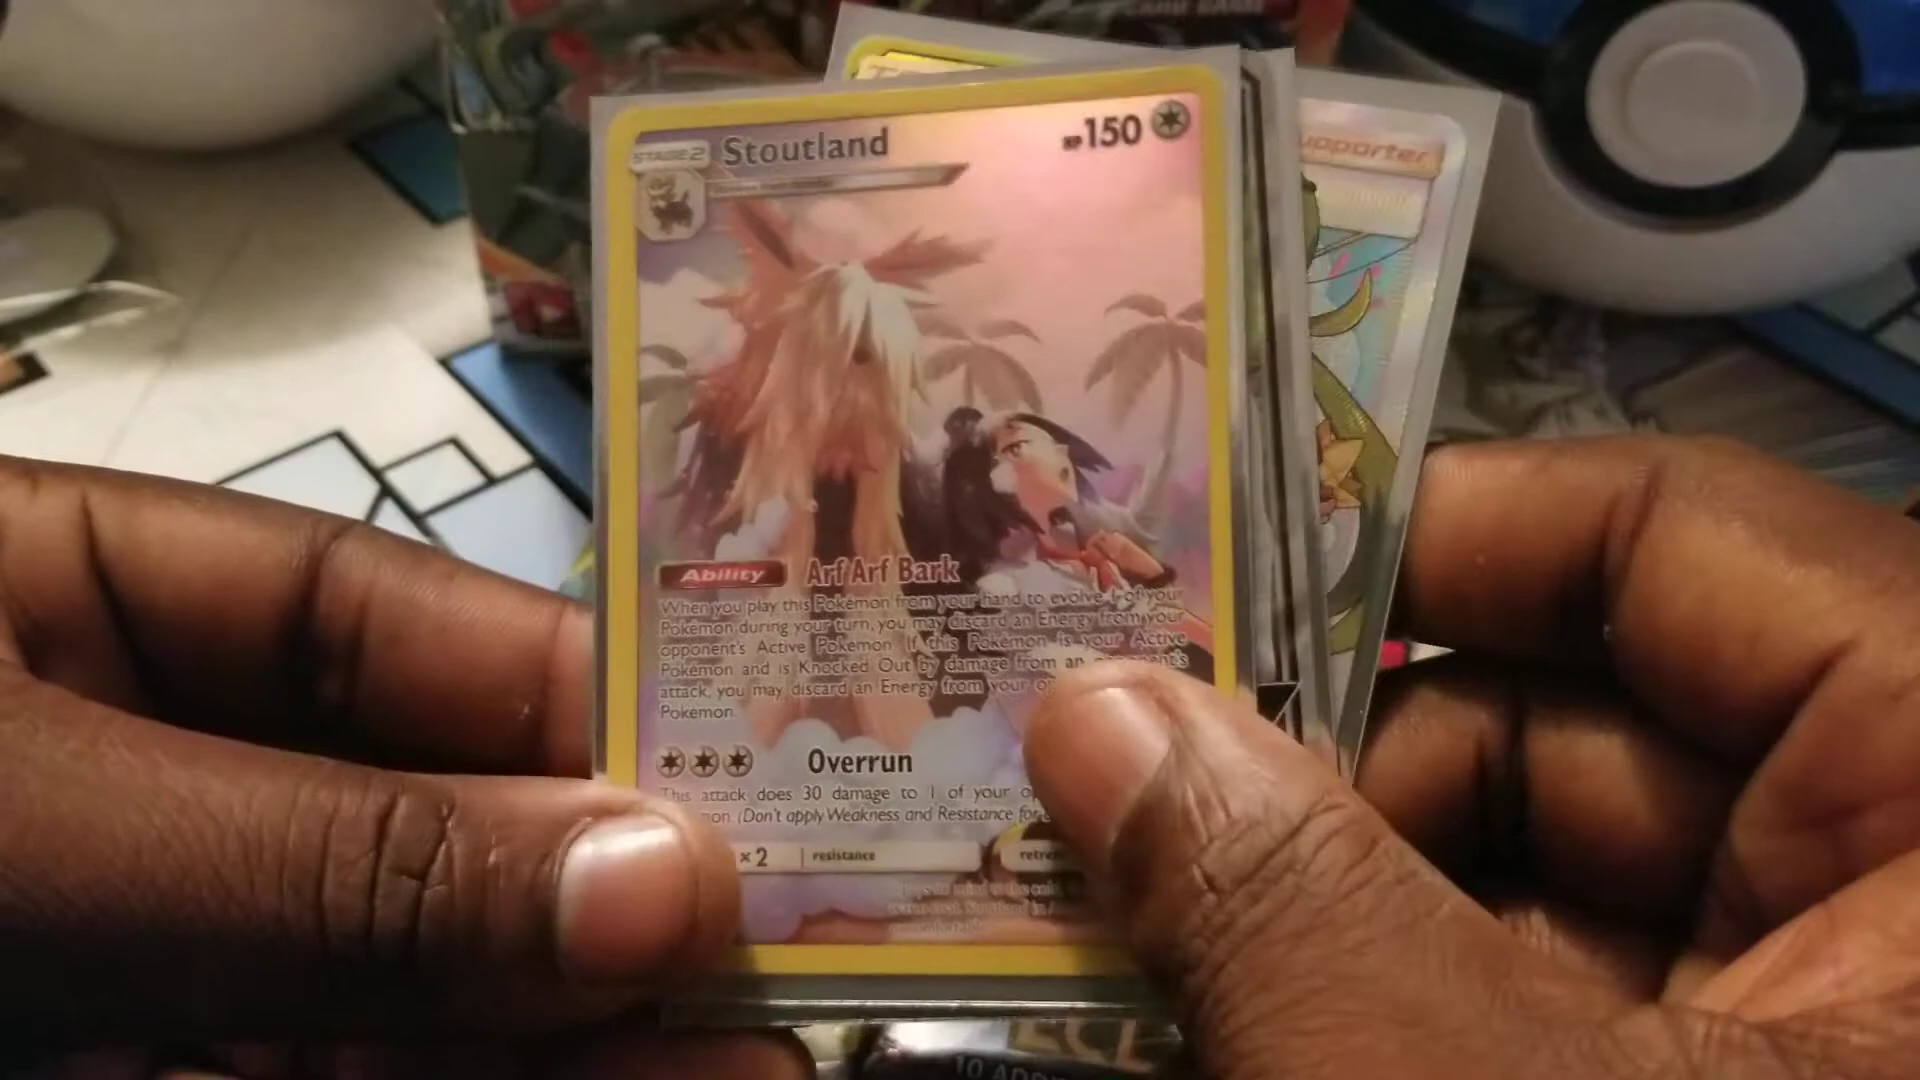 CARD GAME
STAGE 2 Stoutland HP 150
upporter
Ability Arf Arf Bark
When you play this Pokémon from your hand to evolve 1 of your
Pokémon during your turn, you may discard an Energy from your
opponent's Active Pokémon. If this Pokémon is your Active
Pokémon and is Knocked Out by damage from an
attack, you may discard an Energy from your
Pokémon.
Overrun
This attack does 30 damage to 1 of your
(Don't apply Weakness and Resistance for
×2 resistance
10